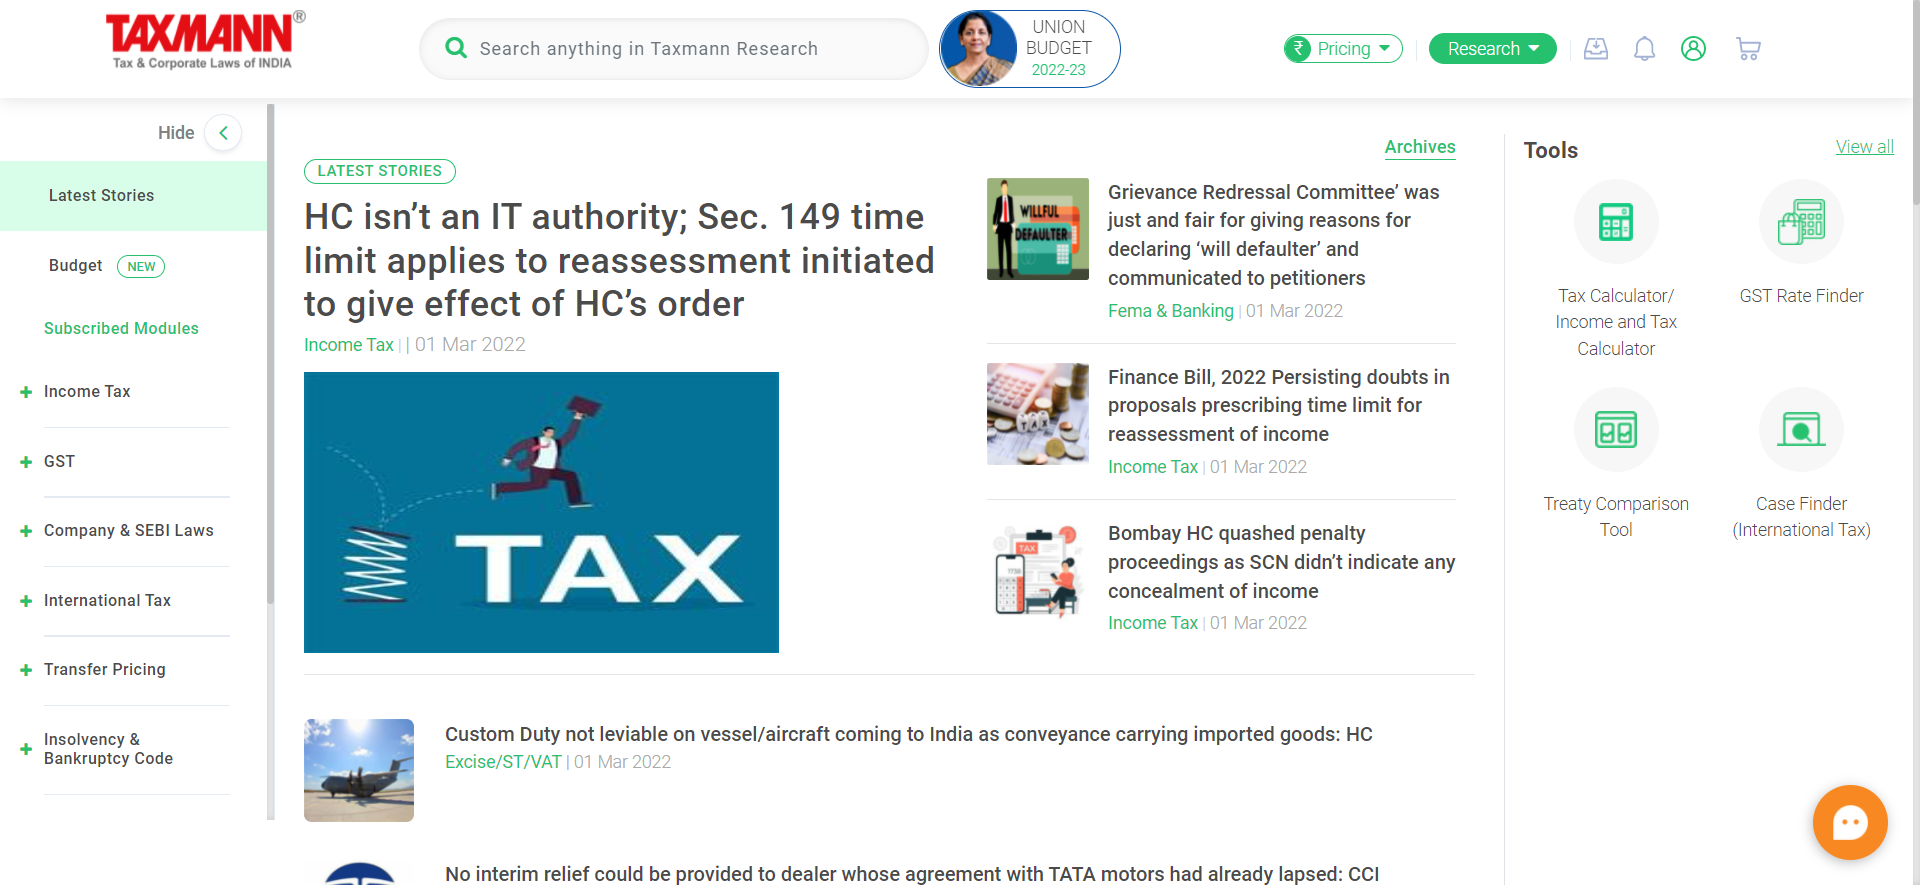 TAXMANN®
Tax & Corporate Laws of INDIA
Search anything in Taxmann Research
UNION
BUDGET
2022-23
₹ Pricing
Research
Hide
Latest Stories
Budget NEW
Subscribed Modules
Income Tax
GST
Company & SEBI Laws
International Tax
Transfer Pricing
Insolvency &
Bankruptcy Code
Archives
LATEST STORIES
HC isn’t an IT authority; Sec. 149 time
limit applies to reassessment initiated
to give effect of HC’s order
Income Tax | | 01 Mar 2022
TAX
WILLFUL
DEFAULTER
Grievance Redressal Committee’ was
just and fair for giving reasons for
declaring ‘will defaulter’ and
communicated to petitioners
Fema & Banking | 01 Mar 2022
TAX
Finance Bill, 2022 Persisting doubts in
proposals prescribing time limit for
reassessment of income
Income Tax | 01 Mar 2022
TAX
Bombay HC quashed penalty
proceedings as SCN didn’t indicate any
concealment of income
Income Tax | 01 Mar 2022
Custom Duty not leviable on vessel/aircraft coming to India as conveyance carrying imported goods: HC
Excise/ST/VAT | 01 Mar 2022
No interim relief could be provided to dealer whose agreement with TATA motors had already lapsed: CCI
Tools
View all
Tax Calculator/
Income and Tax
Calculator
GST Rate Finder
Treaty Comparison
Tool
Case Finder
(International Tax)